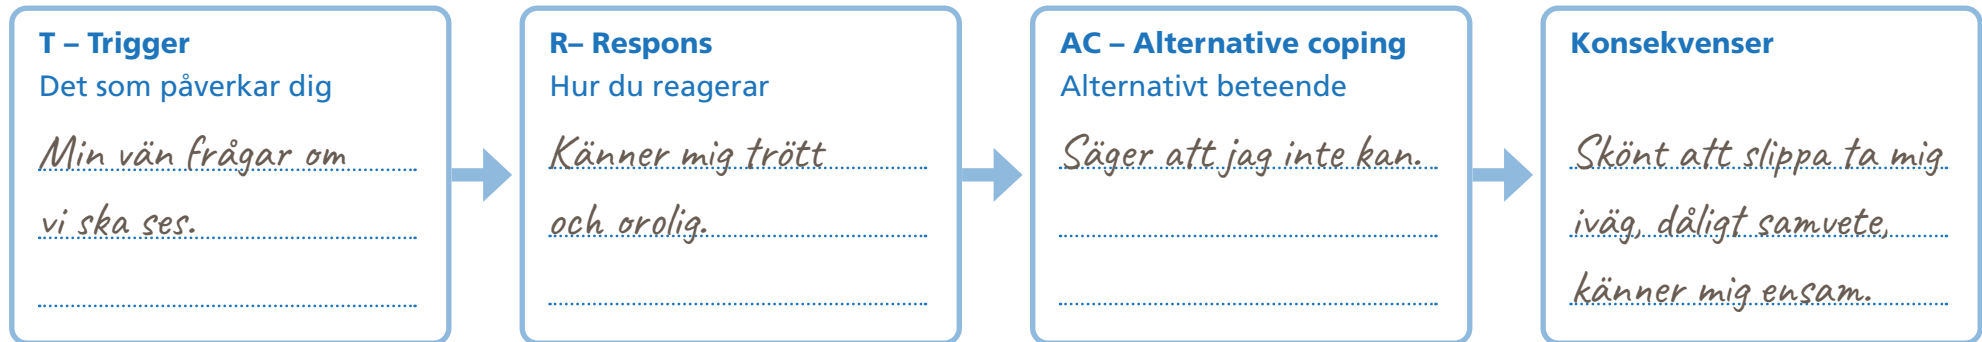 T – Trigger
Det som påverkar dig
Min vän frågar om
vi ska ses.
R– Respons
Hur du reagerar
Känner mig trött
och orolig.
AC – Alternative coping
Alternativt beteende
Säger att jag inte kan.
Konsekvenser
Skönt att slippa ta mig
iväg, dåligt samvete,
känner mig ensam.